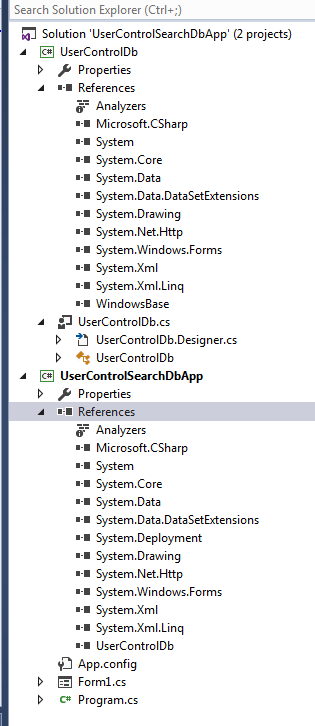 Search Solution Explorer (Ctrl+;)
Solution 'UserControlSearchDbApp' (2 projects)
UserControlDb
Properties
References
Analyzers
Microsoft.CSharp
System
System.Core
System.Data
System.Data.DataSetExtensions
System.Drawing
System.Net.Http
System.Windows.Forms
System.Xml
System.Xml.Linq
WindowsBase
UserControlDb.cs
UserControlDb.Designer.cs
UserControlDb
UserControlSearchDbApp
Properties
References
Analyzers
Microsoft.CSharp
System
System.Core
System.Data
System.Data.DataSetExtensions
System.Deployment
System.Drawing
System.Net.Http
System.Windows.Forms
System.Xml
System.Xml.Linq
UserControlDb
App.config
Form1.cs
Program.cs